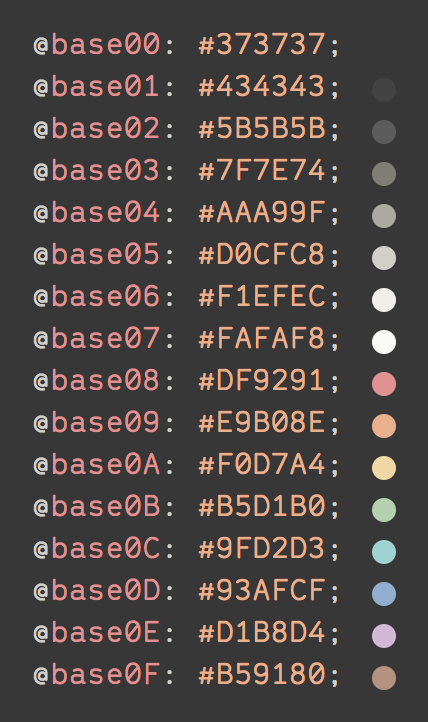 @base00: #373737;
@base01: #434343;
@base02: #5B5B5B;
@base03: #7F7E74;
@base04: #AAA99F;
@base05: #D0CFC8;
@base06: #F1EFEC;
@base07: #FAFAF8;
@base08: #DF9291;
@base09: #E9B08E;
@base0A: #F0D7A4;
@base0B: #B5D1B0;
@base0C: #9FD2D3;
@base0D: #93AFCF;
@base0E: #D1B8D4;
@base0F: #B59180;